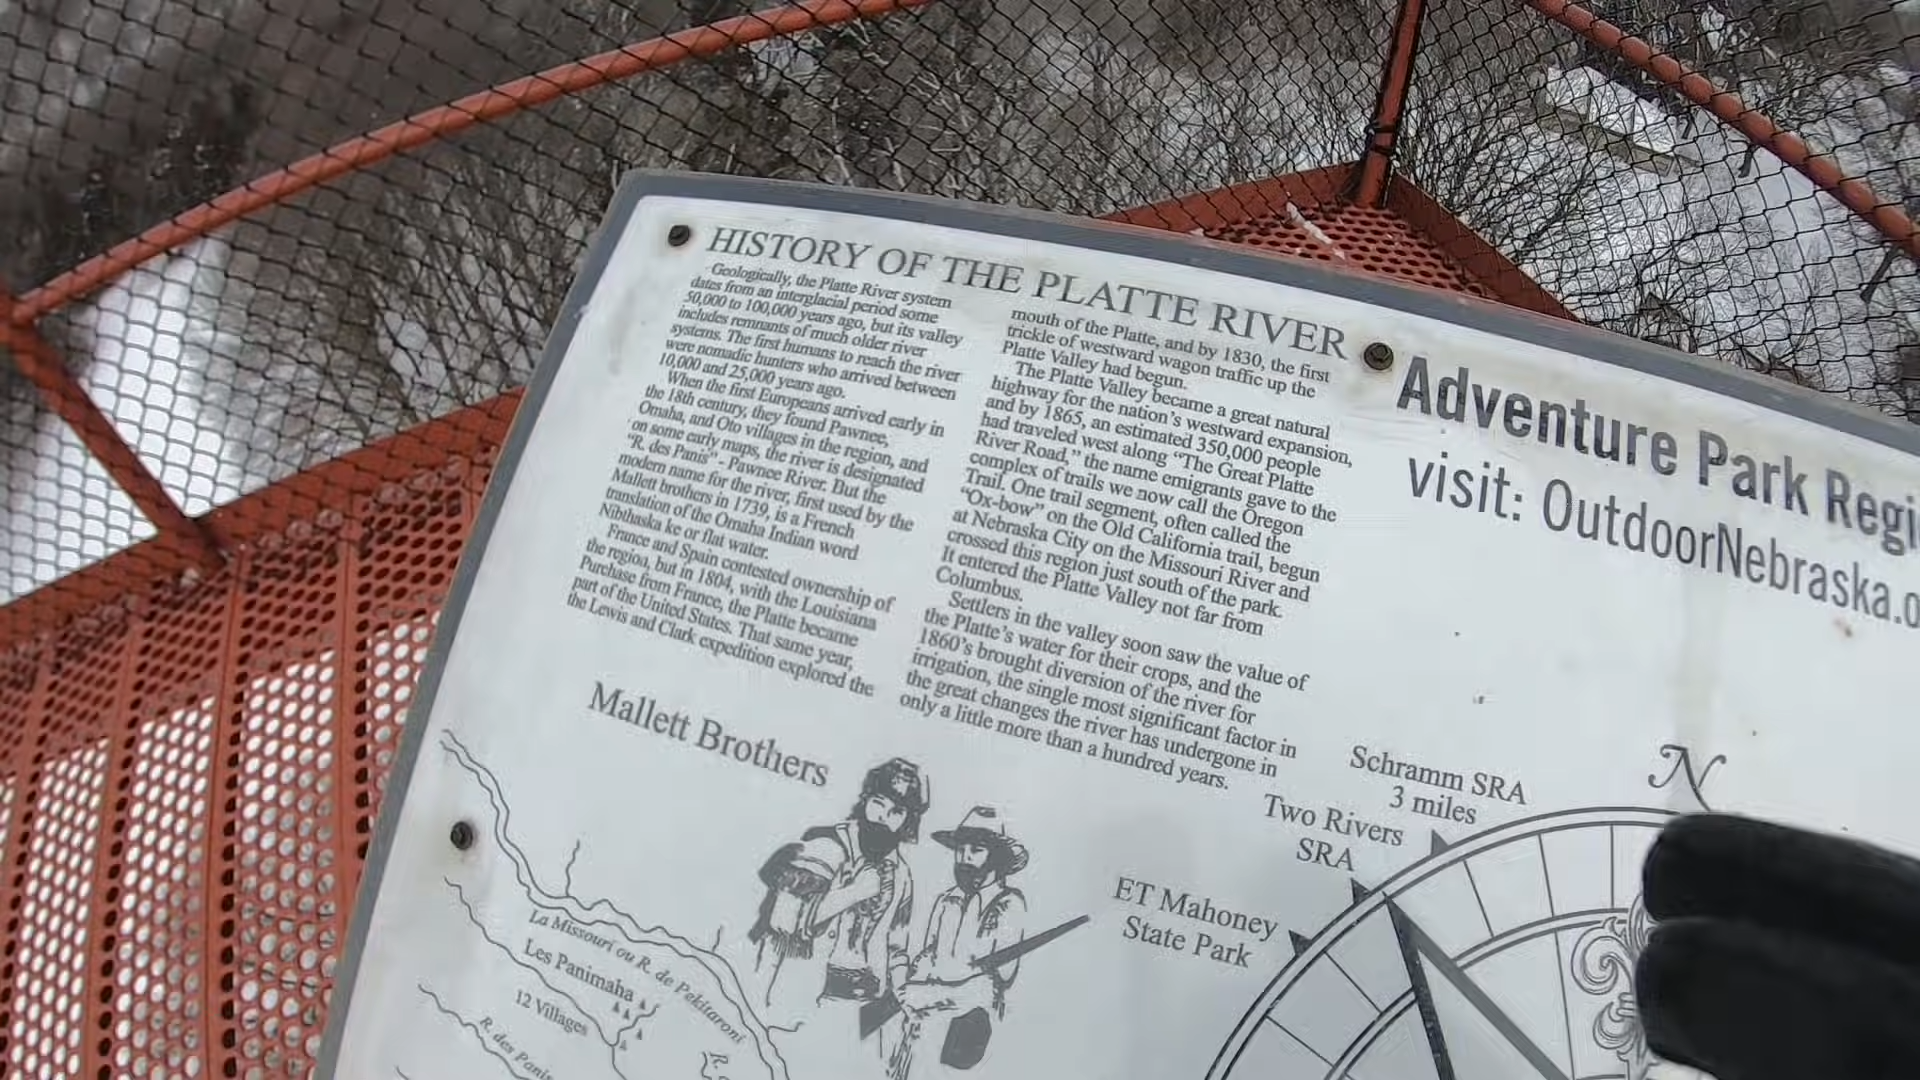 HISTORY OF THE PLATTE RIVER
Geologically, the Platte River system
dates from an interglacial period some
50,000 to 100,000 years ago, but its valley
includes remnants of much older river
systems. The first humans to reach the river
were nomadic hunters who arrived between
10,000 and 25,000 years ago.
When the first Europeans arrived early in
the 18th century, they found Pawnee,
Omaha, and Oto villages in the region, and
on some early maps, the river is designated
"R. des Panis" - Pawnee River. But the
modern name for the river, first used by the
Mallett brothers in 1739, is a French
translation of the Omaha Indian word
Nibthaska ke or flat water.
France and Spain contested ownership of
the region, but in 1804, with the Louisiana
Purchase from France, the Platte became
part of the United States. That same year,
the Lewis and Clark expedition explored the
mouth of the Platte, and by 1830, the first
trickle of westward wagon traffic up the
Platte Valley had begun.
The Platte Valley became a great natural
highway for the nation's westward expansion,
and by 1865, an estimated 350,000 people
had traveled west along "The Great Platte
River Road," the name emigrants gave to the
complex of trails we now call the Oregon
Trail. One trail segment, often called the
"Ox-bow" on the Old California trail, begun
at Nebraska City on the Missouri River and
crossed this region just south of the park.
It entered the Platte Valley not far from
Columbus.
Settlers in the valley soon saw the value of
the Platte's water for their crops, and the
1860's brought diversion of the river for
irrigation, the single most significant factor in
the great changes the river has undergone in
only a little more than a hundred years.
Adventure Park Regi
visit: OutdoorNebraska.o
Mallett Brothers
La Missouri ou R. de Pekitaroni
Les Panimaha
12 Villages
R. des Panis
Schramm SRA
3 miles
Two Rivers
SRA
ET Mahoney
State Park
N